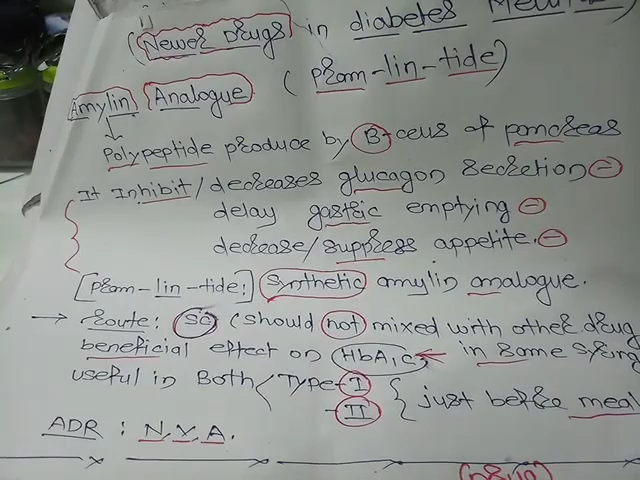 i)
(Newer Drugs) in diabetes Mellitus)
Amylin Analogue (pram-lin-tide)
↓
Polypeptide produce by B-cells of pancreas
It Inhibit/decreases glucagon secretion ⊖
delay gastric emptying ⊖
decrease/suppress appetite. ⊖
[pram-lin-tide:] Synthetic amylin analogue.
→ Route: SC (should not mixed with other drug
beneficial effect on HbA1c ← in same syring
useful in Both < Type-I { just before meal
-II
ADR : N.V.A.